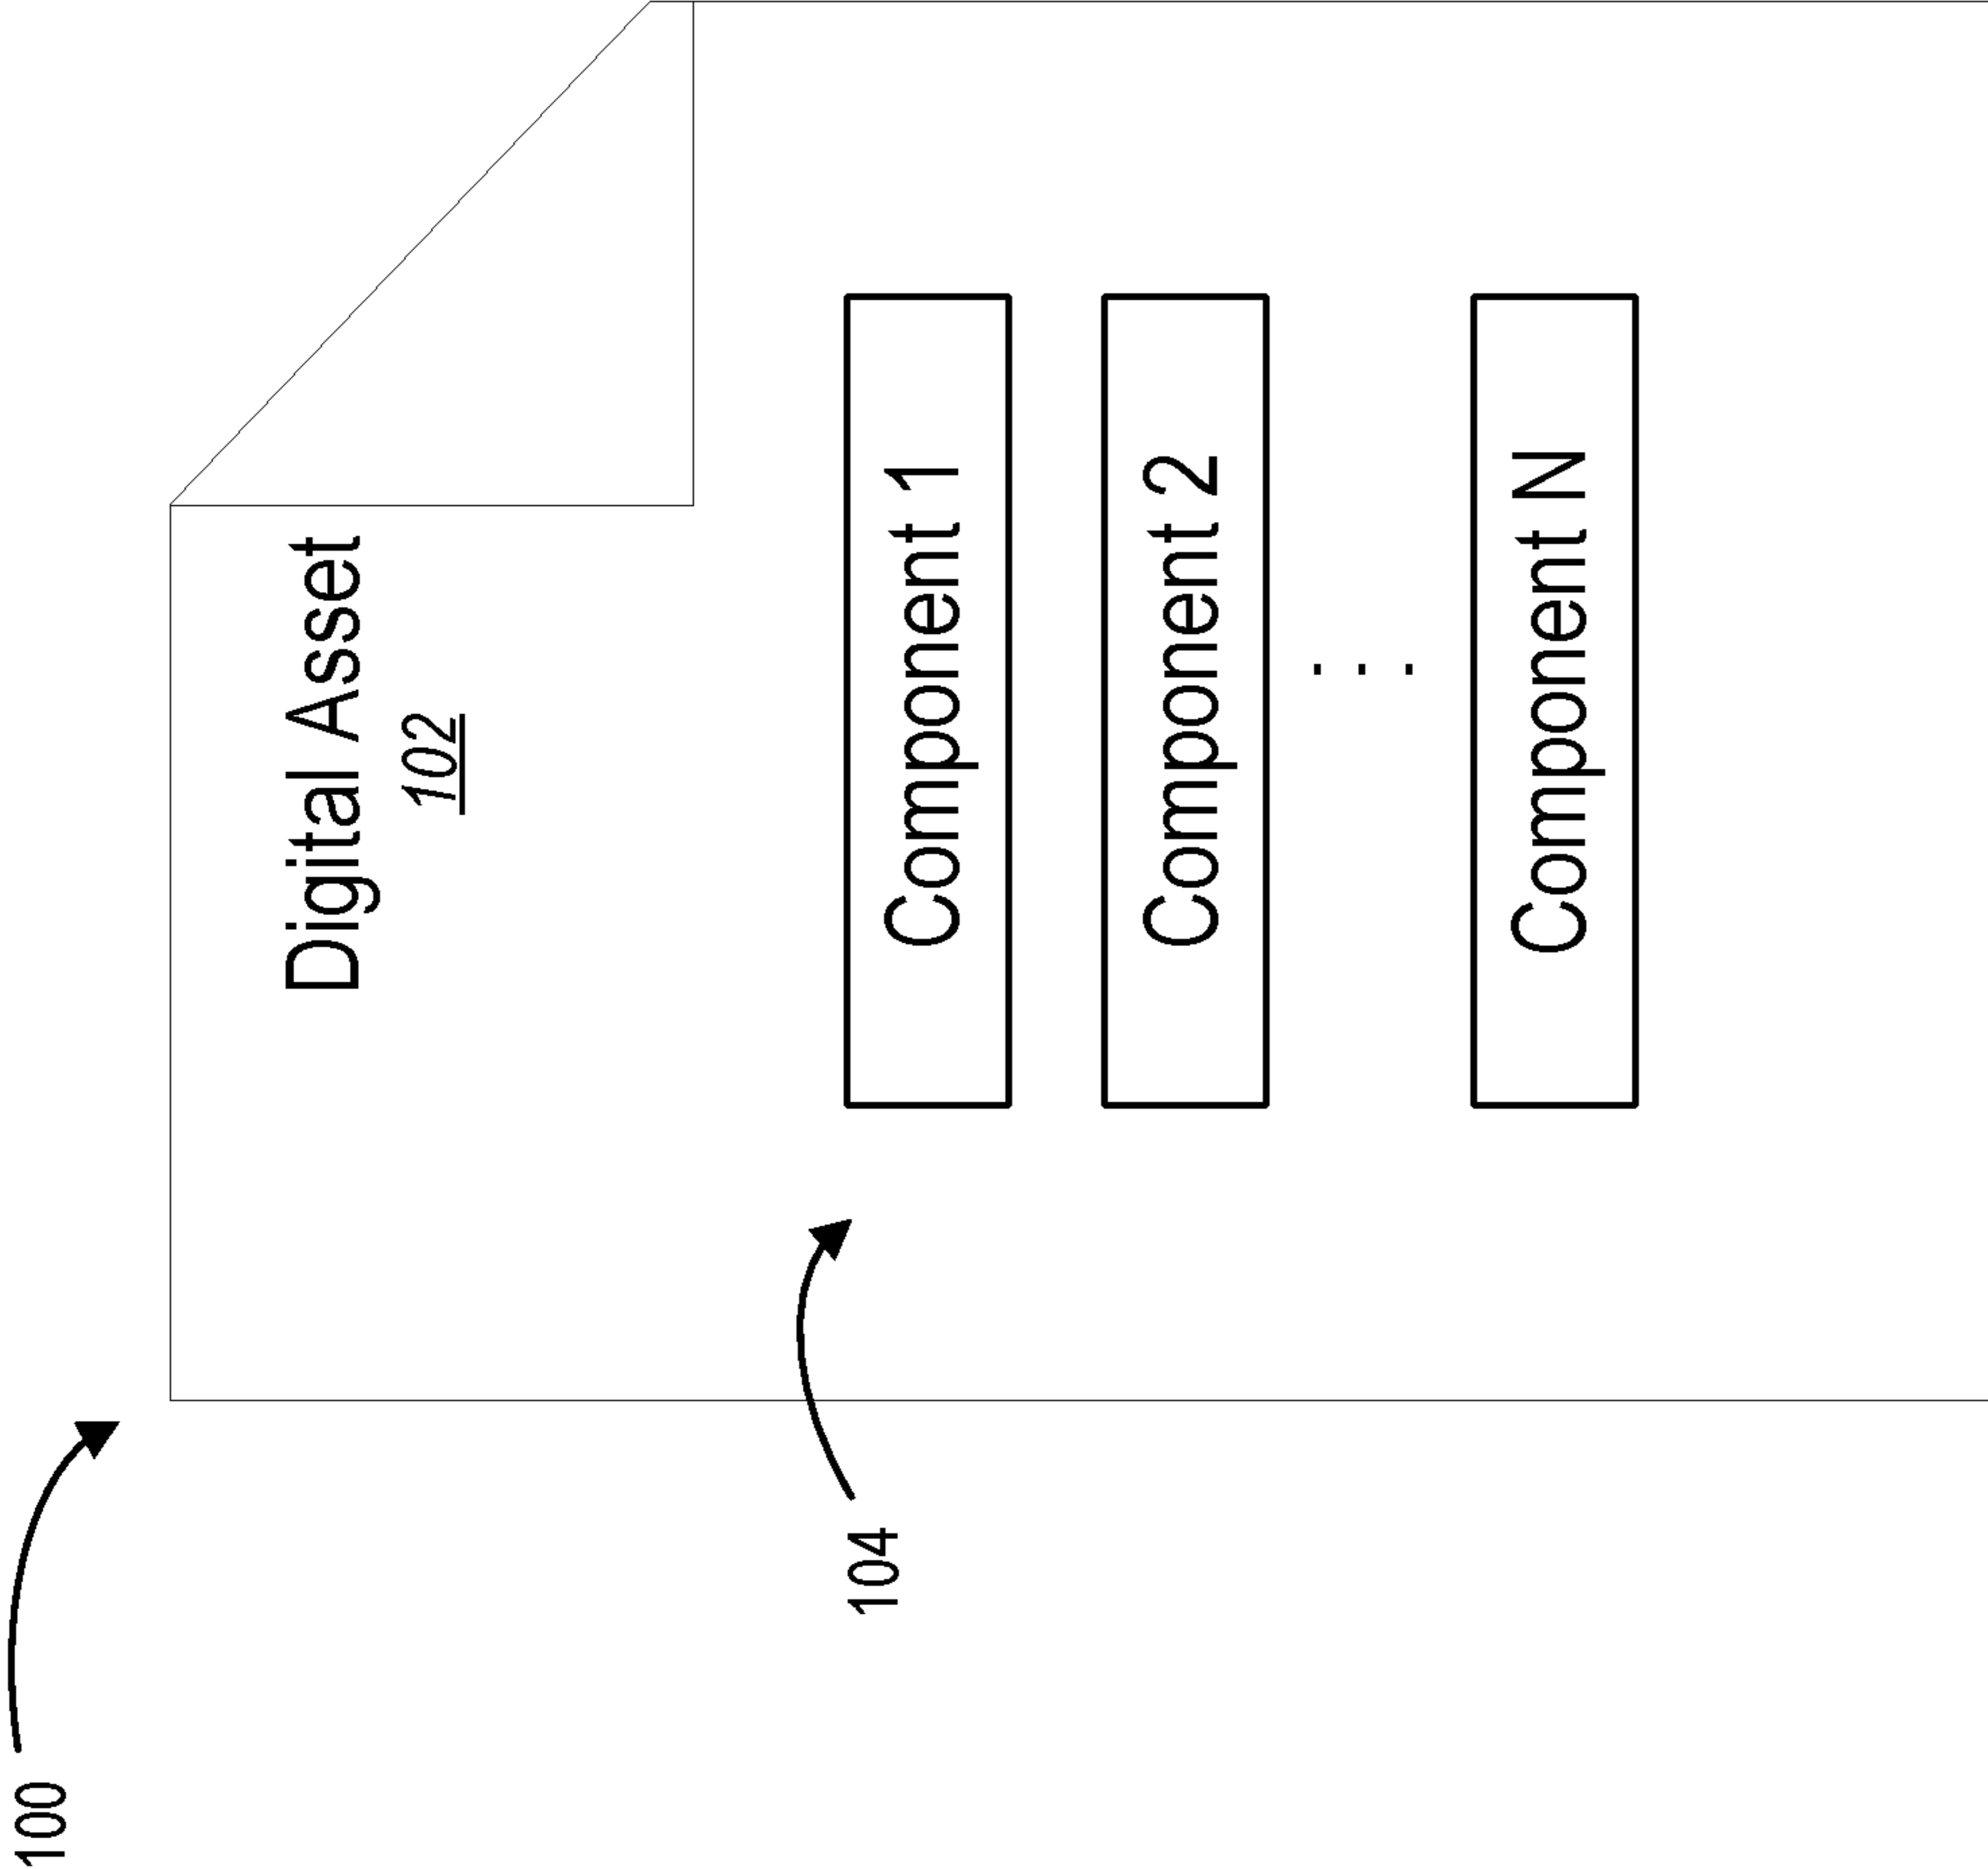 100
Digital Asset
102
104
Component 1
Component 2
. . .
Component N